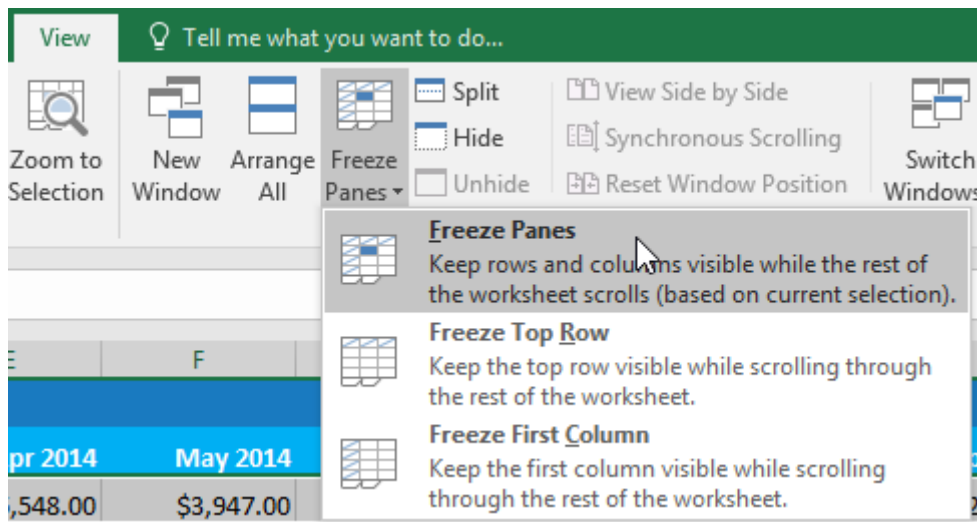 View Tell me what you want to do...
Split View Side by Side
Hide Synchronous Scrolling
Zoom to Selection New Window Arrange All Freeze Panes Unhide Reset Window Position Switch Windows
Freeze Panes
Keep rows and columns visible while the rest of
the worksheet scrolls (based on current selection).
Freeze Top Row
Keep the top row visible while scrolling through
the rest of the worksheet.
Freeze First Column
Keep the first column visible while scrolling
through the rest of the worksheet.
E F
pr 2014 May 2014
,548.00 $3,947.00